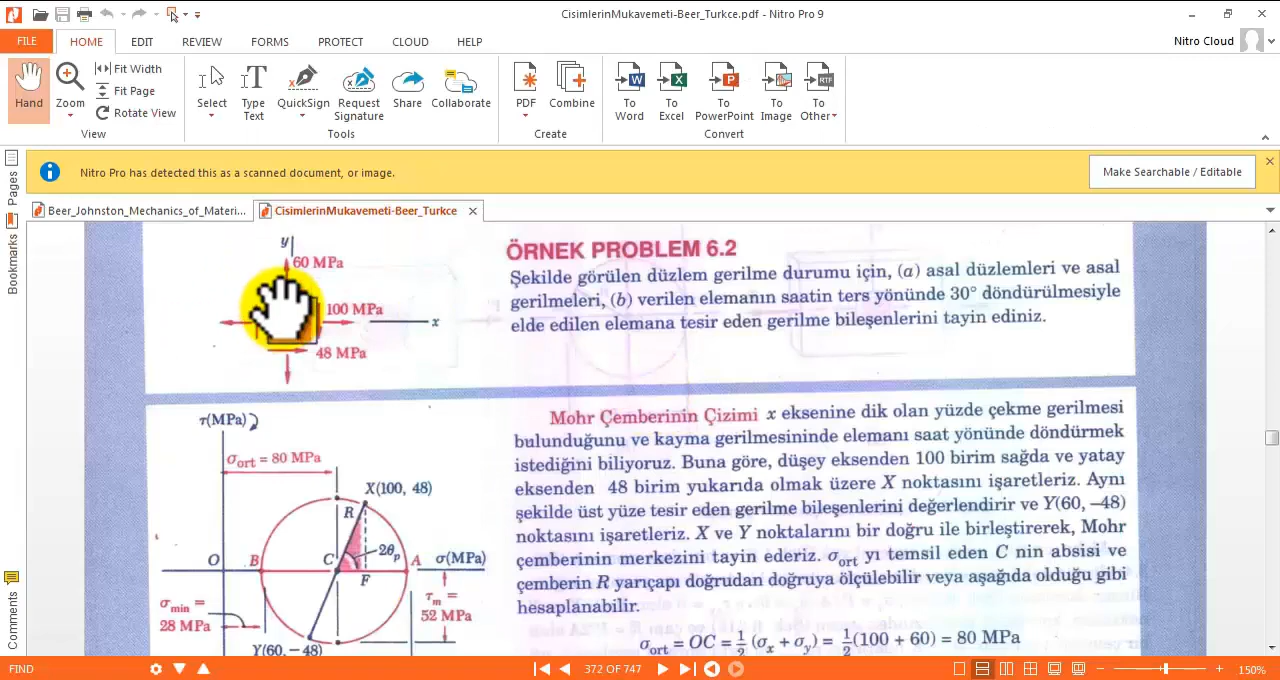 CisimlerinMukavemeti-Beer_Turkce.pdf - Nitro Pro 9
FILE
HOME
EDIT
REVIEW
FORMS
PROTECT
CLOUD
HELP
Nitro Cloud
Hand
Zoom
Fit Width
Fit Page
Rotate View
View
Select
Type Text
QuickSign
Request Signature
Share
Collaborate
Tools
PDF
Combine
Create
To Word
To Excel
To PowerPoint
To Image
To Other
Convert
Nitro Pro has detected this as a scanned document, or image.
Make Searchable / Editable
Pages
Bookmarks
Comments
Beer_Johnston_Mechanics_of_Materi...
CisimlerinMukavemeti-Beer_Turkce
y
60 MPa
100 MPa
x
48 MPa
ÖRNEK PROBLEM 6.2
Şekilde görülen düzlem gerilme durumu için, (a) asal düzlemleri ve asal
gerilmeleri, (b) verilen elemanın saatin ters yönünde 30° döndürülmesiyle
elde edilen elemana tesir eden gerilme bileşenlerini tayin ediniz.
τ(MPa)
σort = 80 MPa
X(100, 48)
R
2θp
O
B
C
F
A
σ(MPa)
σmin =
28 MPa
τm =
52 MPa
Y(60, −48)
Mohr Çemberinin Çizimi x eksenine dik olan yüzde çekme gerilmesi
bulunduğunu ve kayma gerilmesininde elemanı saat yönünde döndürmek
istediğini biliyoruz. Buna göre, düşey eksenden 100 birim sağda ve yatay
eksenden 48 birim yukarıda olmak üzere X noktasını işaretleriz. Aynı
şekilde üst yüze tesir eden gerilme bileşenlerini değerlendirir ve Y(60, −48)
noktasını işaretleriz. X ve Y noktalarını bir doğru ile birleştirerek, Mohr
çemberinin merkezini tayin ederiz. σort yı temsil eden C nin absisi ve
çemberin R yarıçapı doğrudan doğruya ölçülebilir veya aşağıda olduğu gibi
hesaplanabilir.
σort = OC = ½ (σx + σy) = ½(100 + 60) = 80 MPa
FIND
372 OF 747
150%